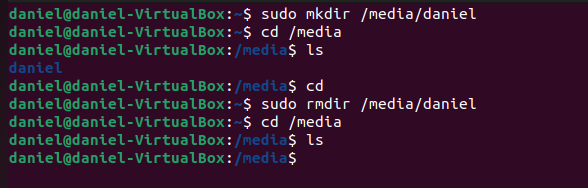 daniel@daniel-VirtualBox:~$ sudo mkdir /media/daniel
daniel@daniel-VirtualBox:~$ cd /media
daniel@daniel-VirtualBox:/media$ ls
daniel
daniel@daniel-VirtualBox:/media$ cd
daniel@daniel-VirtualBox:~$ sudo rmdir /media/daniel
daniel@daniel-VirtualBox:~$ cd /media
daniel@daniel-VirtualBox:/media$ ls
daniel@daniel-VirtualBox:/media$